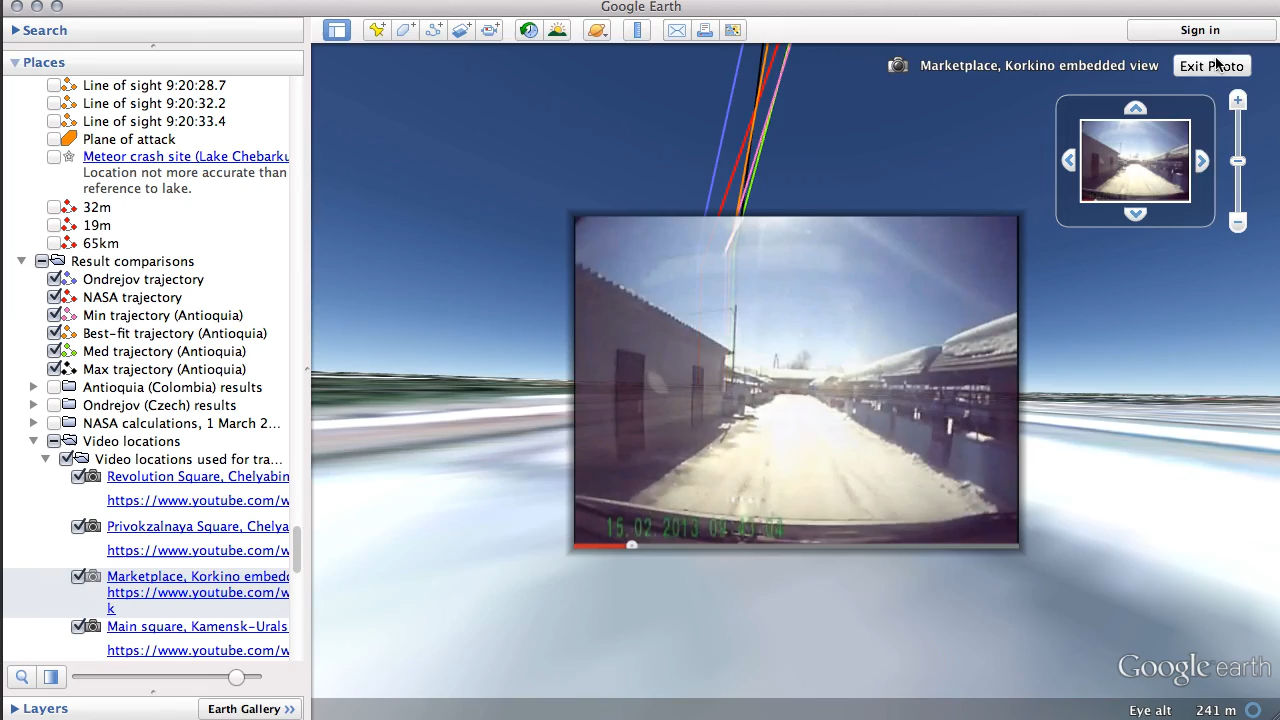 Google Earth
Search
Sign in
Places
Marketplace, Korkino embedded view
Exit Photo
Line of sight 9:20:28.7
Line of sight 9:20:32.2
Line of sight 9:20:33.4
Plane of attack
Meteor crash site (Lake Chebarku
Location not more accurate than
reference to lake.
32m
19m
65km
Result comparisons
Ondrejov trajectory
NASA trajectory
Min trajectory (Antioquia)
Best-fit trajectory (Antioquia)
Med trajectory (Antioquia)
Max trajectory (Antioquia)
Antioquia (Colombia) results
Ondrejov (Czech) results
NASA calculations, 1 March 2...
Video locations
Video locations used for tra...
Revolution Square, Chelyabin
https://www.youtube.com/w
Privokzalnaya Square, Chelya
https://www.youtube.com/w
Marketplace, Korkino embedd
https://www.youtube.com/w
k
Main square, Kamensk-Urals
https://www.youtube.com/w
15.02.2013
Google earth
Layers
Earth Gallery
Eye alt 241 m